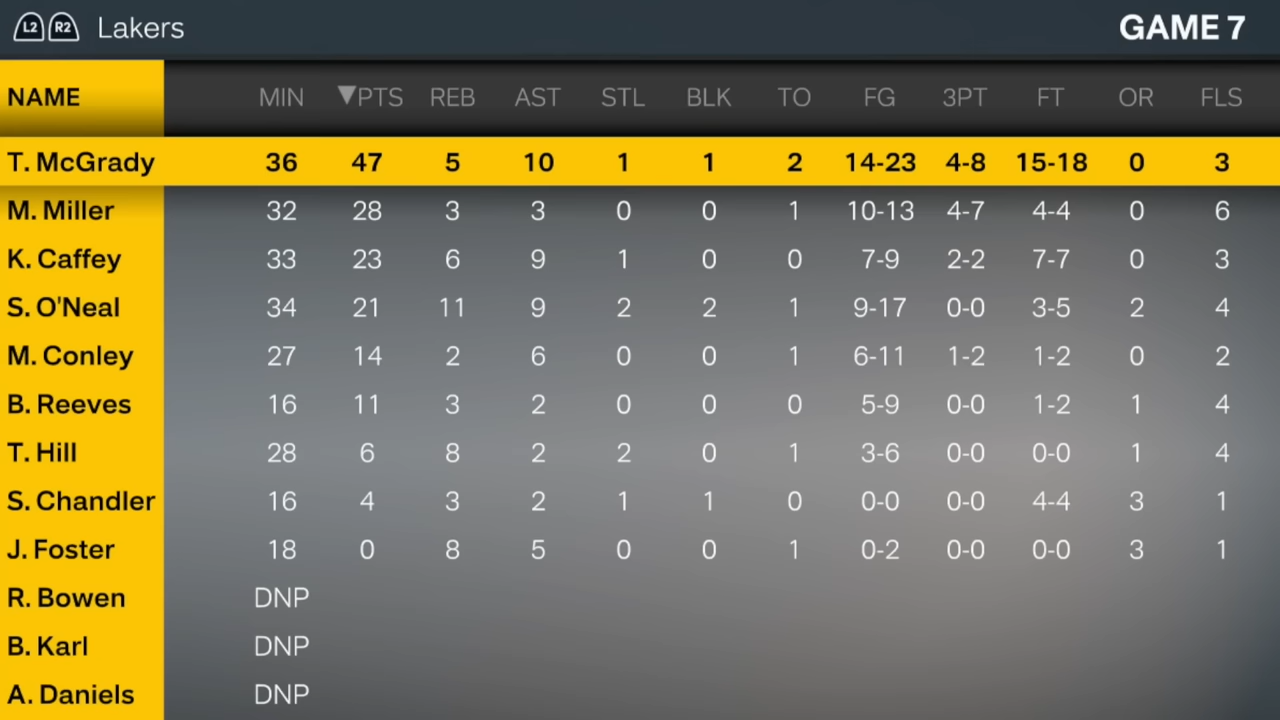 L2 R2 Lakers GAME 7
NAME MIN ▼PTS REB AST STL BLK TO FG 3PT FT OR FLS
T. McGrady 36 47 5 10 1 1 2 14-23 4-8 15-18 0 3
M. Miller 32 28 3 3 0 0 1 10-13 4-7 4-4 0 6
K. Caffey 33 23 6 9 1 0 0 7-9 2-2 7-7 0 3
S. O'Neal 34 21 11 9 2 2 1 9-17 0-0 3-5 2 4
M. Conley 27 14 2 6 0 0 1 6-11 1-2 1-2 0 2
B. Reeves 16 11 3 2 0 0 0 5-9 0-0 1-2 1 4
T. Hill 28 6 8 2 2 0 1 3-6 0-0 0-0 1 4
S. Chandler 16 4 3 2 1 1 0 0-0 0-0 4-4 3 1
J. Foster 18 0 8 5 0 0 1 0-2 0-0 0-0 3 1
R. Bowen DNP
B. Karl DNP
A. Daniels DNP